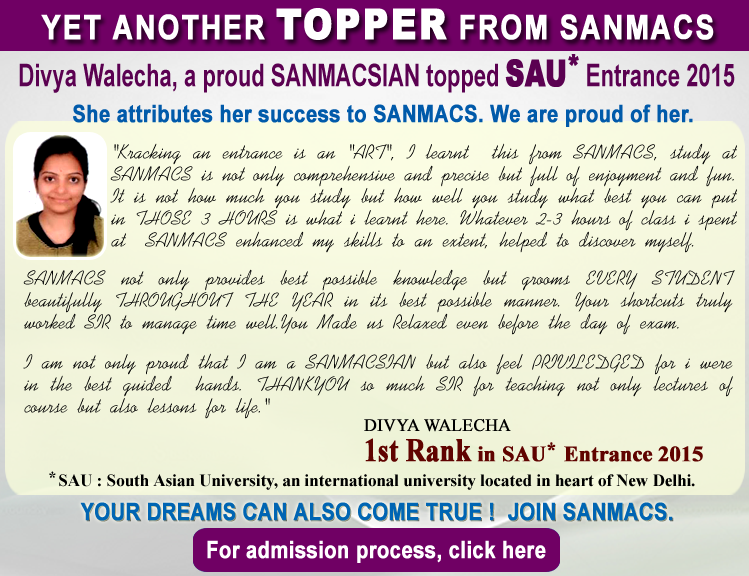 YET ANOTHER TOPPER FROM SANMACS
Divya Walecha, a proud SANMACSIAN topped SAU* Entrance 2015
She attributes her success to SANMACS. We are proud of her.
"Kracking an entrance is an "ART", I learnt this from SANMACS, study at
SANMACS is not only comprehensive and precise but full of enjoyment and fun.
It is not how much you study but how well you study what best you can put
in THOSE 3 HOURS is what i learnt here. Whatever 2-3 hours of class i spent
at SANMACS enhanced my skills to an extent, helped to discover myself.
SANMACS not only provides best possible knowledge but grooms EVERY STUDENT
beautifully THROUGHOUT THE YEAR in its best possible manner. Your shortcuts truly
worked SIR to manage time well.You Made us Relaxed even before the day of exam.
I am not only proud that I am a SANMACSIAN but also feel PRIVILEDGED for i were
in the best guided hands. THANKYOU so much SIR for teaching not only lectures of
course but also lessons for life."
DIVYA WALECHA
1st Rank in SAU* Entrance 2015
*SAU : South Asian University, an international university located in heart of New Delhi.
YOUR DREAMS CAN ALSO COME TRUE ! JOIN SANMACS.
For admission process, click here